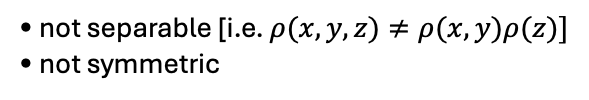 • not separable [i.e. 𝜌(𝑥, 𝑦, 𝑧) ≠ 𝜌(𝑥, 𝑦)𝜌(𝑧)]
• not symmetric